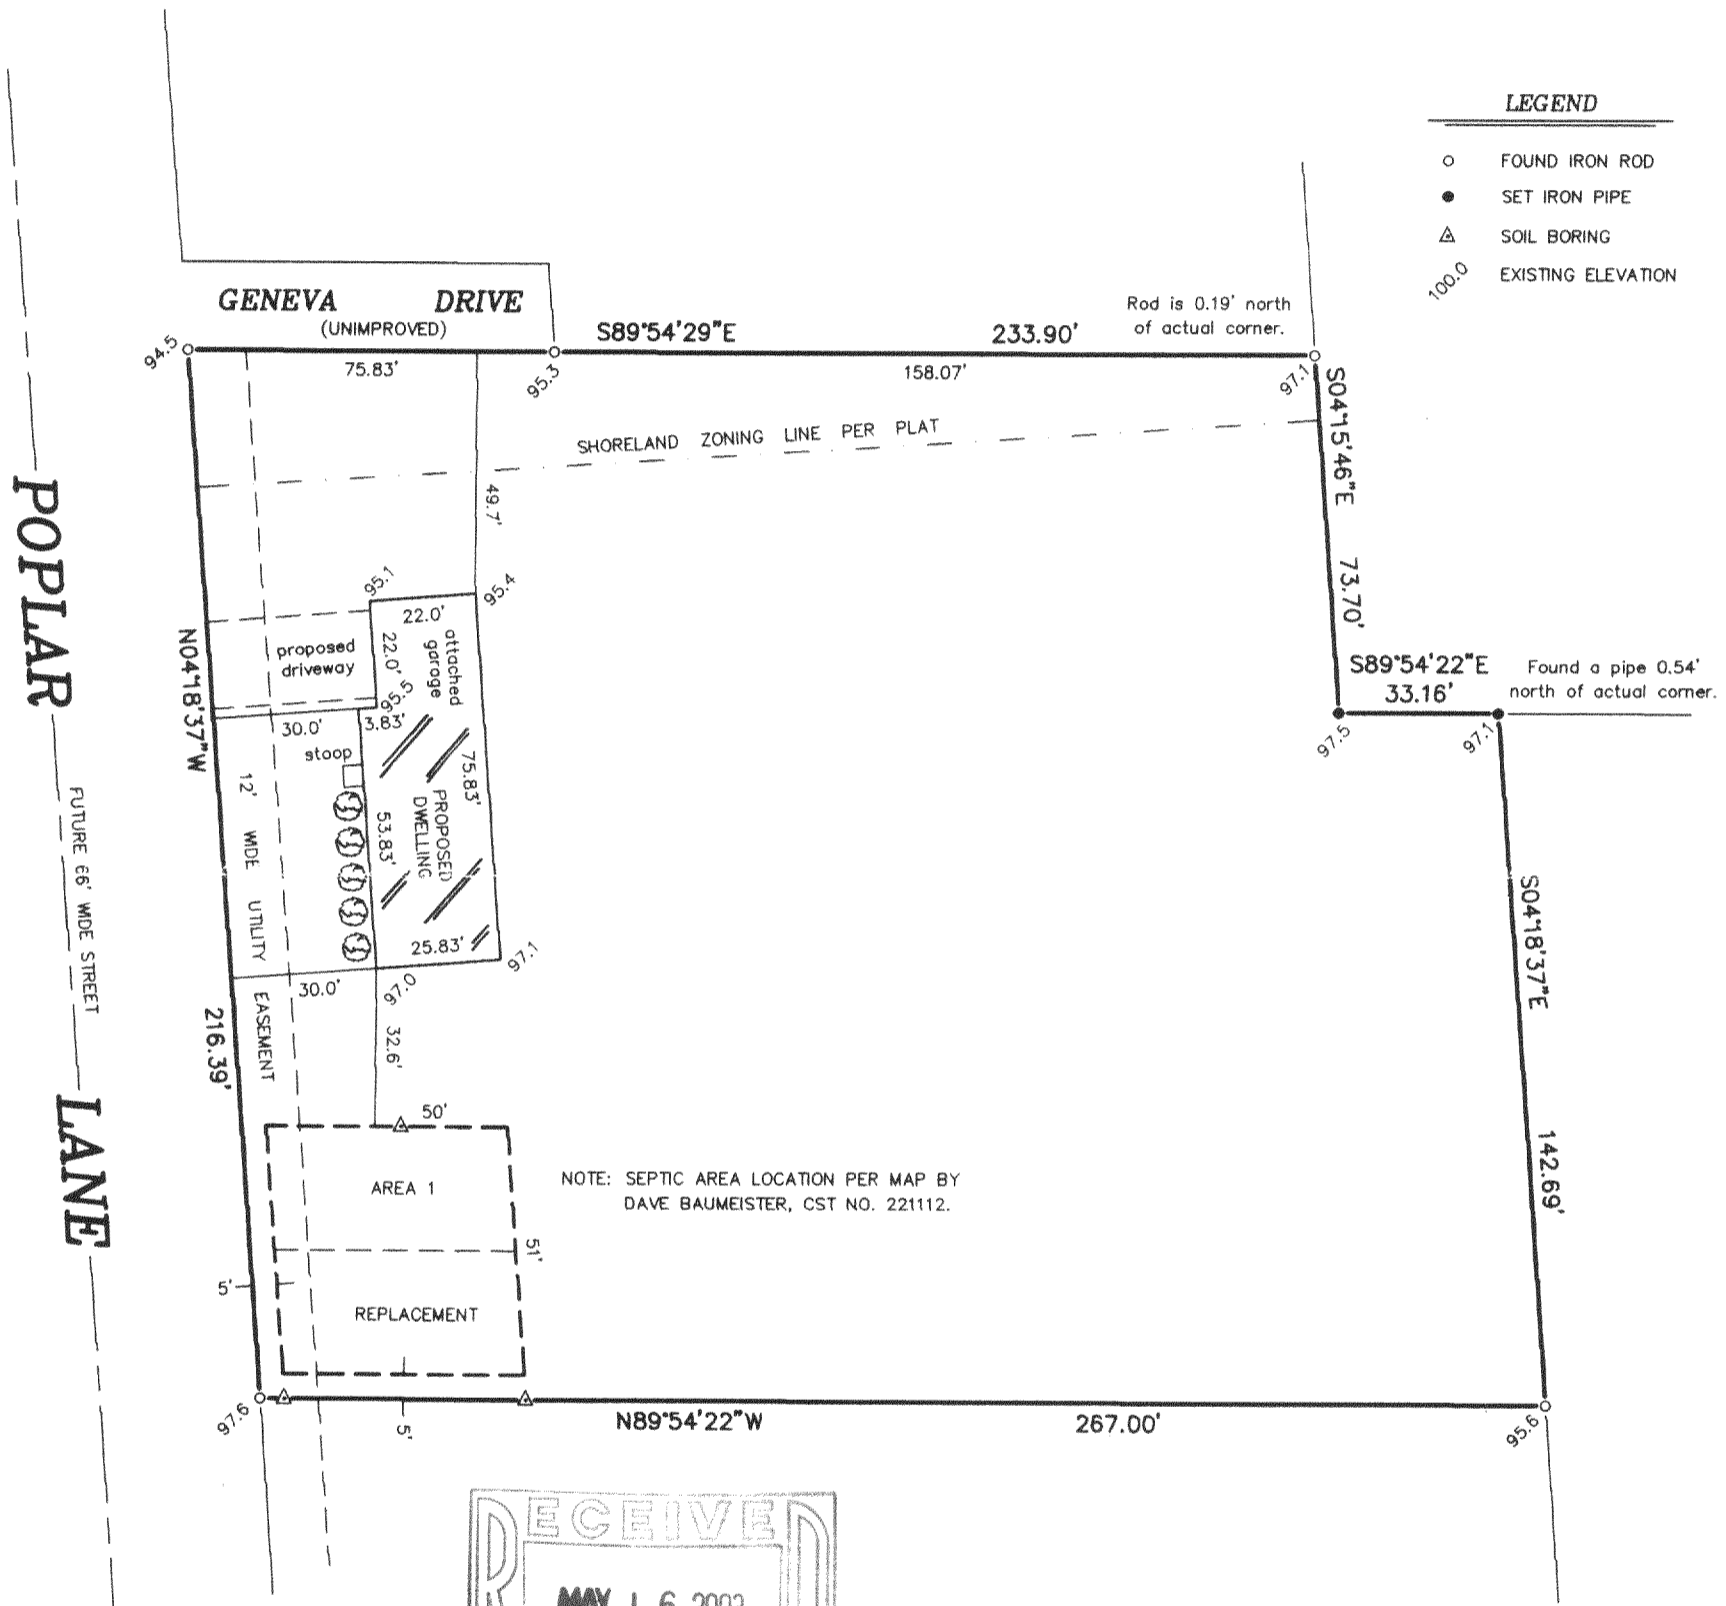 LEGEND
FOUND IRON ROD
SET IRON PIPE
SOIL BORING
100.0 EXISTING ELEVATION
GENEVA DRIVE
(UNIMPROVED)
S89°54'29"E 233.90'
Rod is 0.19' north
of actual corner.
94.5
75.83'
95.3
158.07'
97.1
SHORELAND ZONING LINE PER PLAT
S04°15'46"E 73.70'
49.7'
95.1
95.4
22.0'
22.0'
attached
garage
proposed
driveway
95.5
30.0'
3.83'
stoop
75.83'
53.83'
PROPOSED
DWELLING
25.83'
97.1
97.0
30.0'
32.6'
N04°18'37"W 216.39'
12' WIDE UTILITY EASEMENT
POPLAR LANE
FUTURE 66' WIDE STREET
S89°54'22"E
33.16'
Found a pipe 0.54'
north of actual corner.
97.5
97.1
S04°18'37"E 142.69'
50'
AREA 1
51'
5'
REPLACEMENT
NOTE: SEPTIC AREA LOCATION PER MAP BY
DAVE BAUMEISTER, CST NO. 221112.
97.6
5'
N89°54'22"W 267.00'
95.6
RECEIVED
MAY 1 6 2003